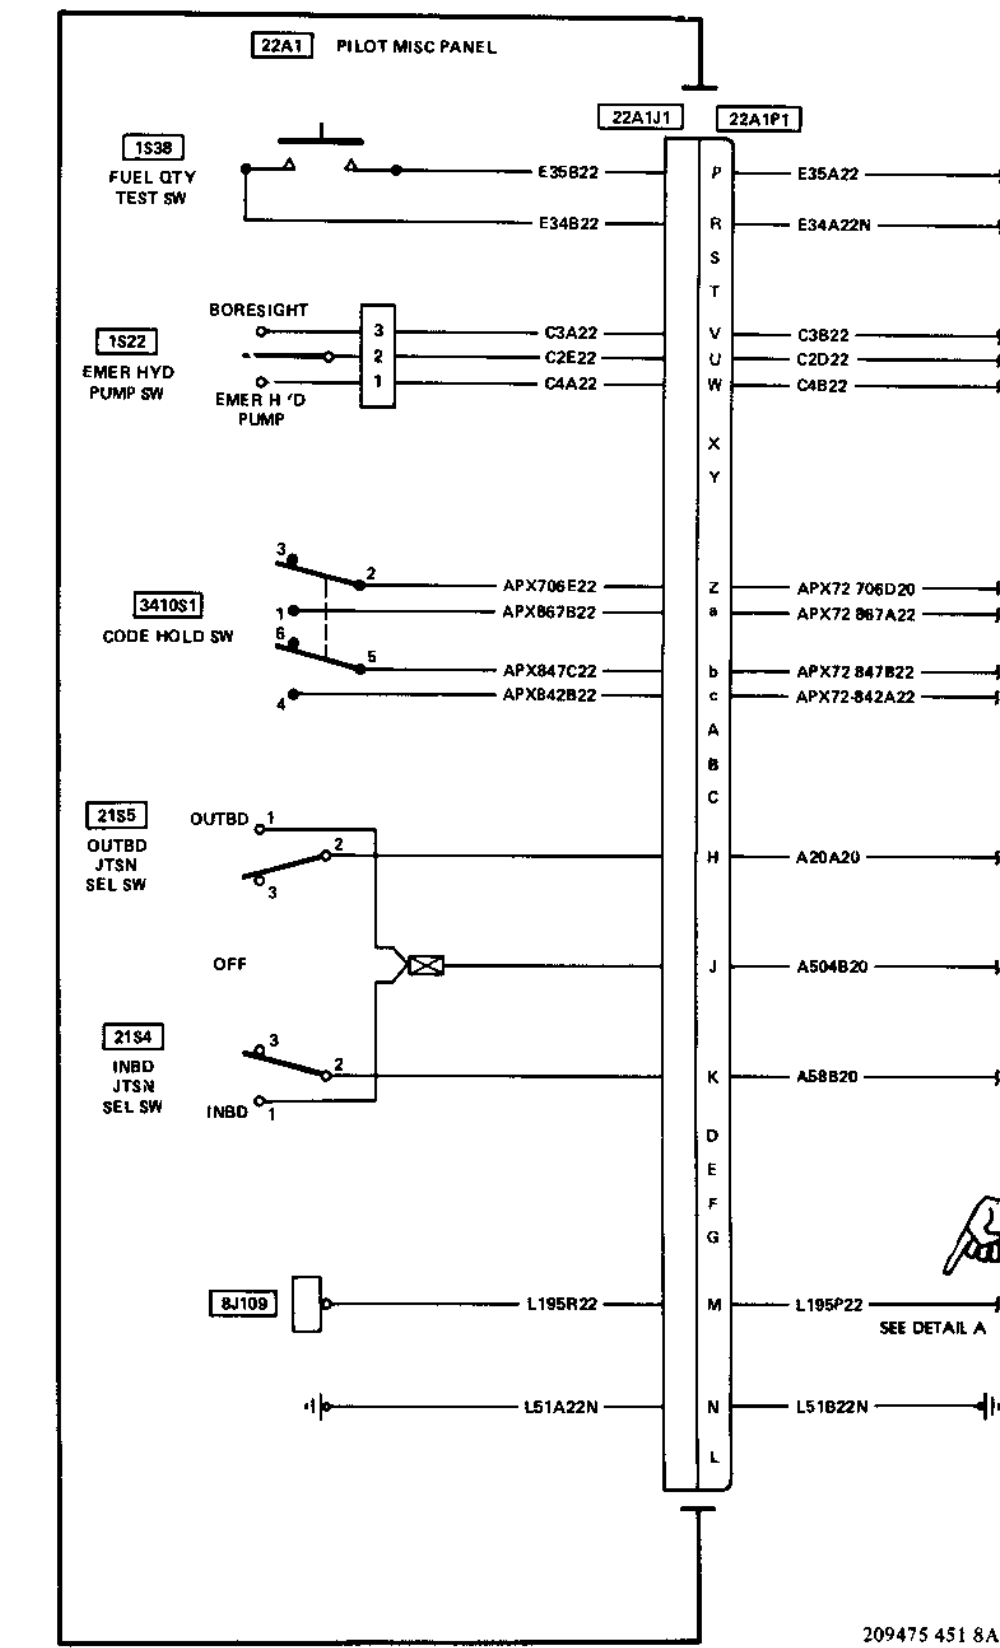 22A1 PILOT MISC PANEL
22A1J1 22A1P1
1S38
FUEL QTY
TEST SW
E35B22 P E35A22
E34B22 R E34A22N
S
T
BORESIGHT
1S22
EMER HYD
PUMP SW
3 C3A22 V C3B22
2 C2E22 U C2D22
1 C4A22 W C4B22
EMER H'D
PUMP
X
Y
3410S1
CODE HOLD SW
3 2 APX706E22 Z APX72 706D20
1 APX867B22 a APX72 867A22
6 5 APX847C22 b APX72 847B22
4 APX842B22 c APX72-842A22
A
B
C
21S5
OUTBD
JTSN
SEL SW
OUTBD 1
2 H A20A20
3
OFF J A504B20
21S4
INBD
JTSN
SEL SW
3
2 K A58B20
INBD 1
D
E
F
G
8J109 L195R22 M L195P22
SEE DETAIL A
L51A22N N L51B22N
L
209475 451 8A